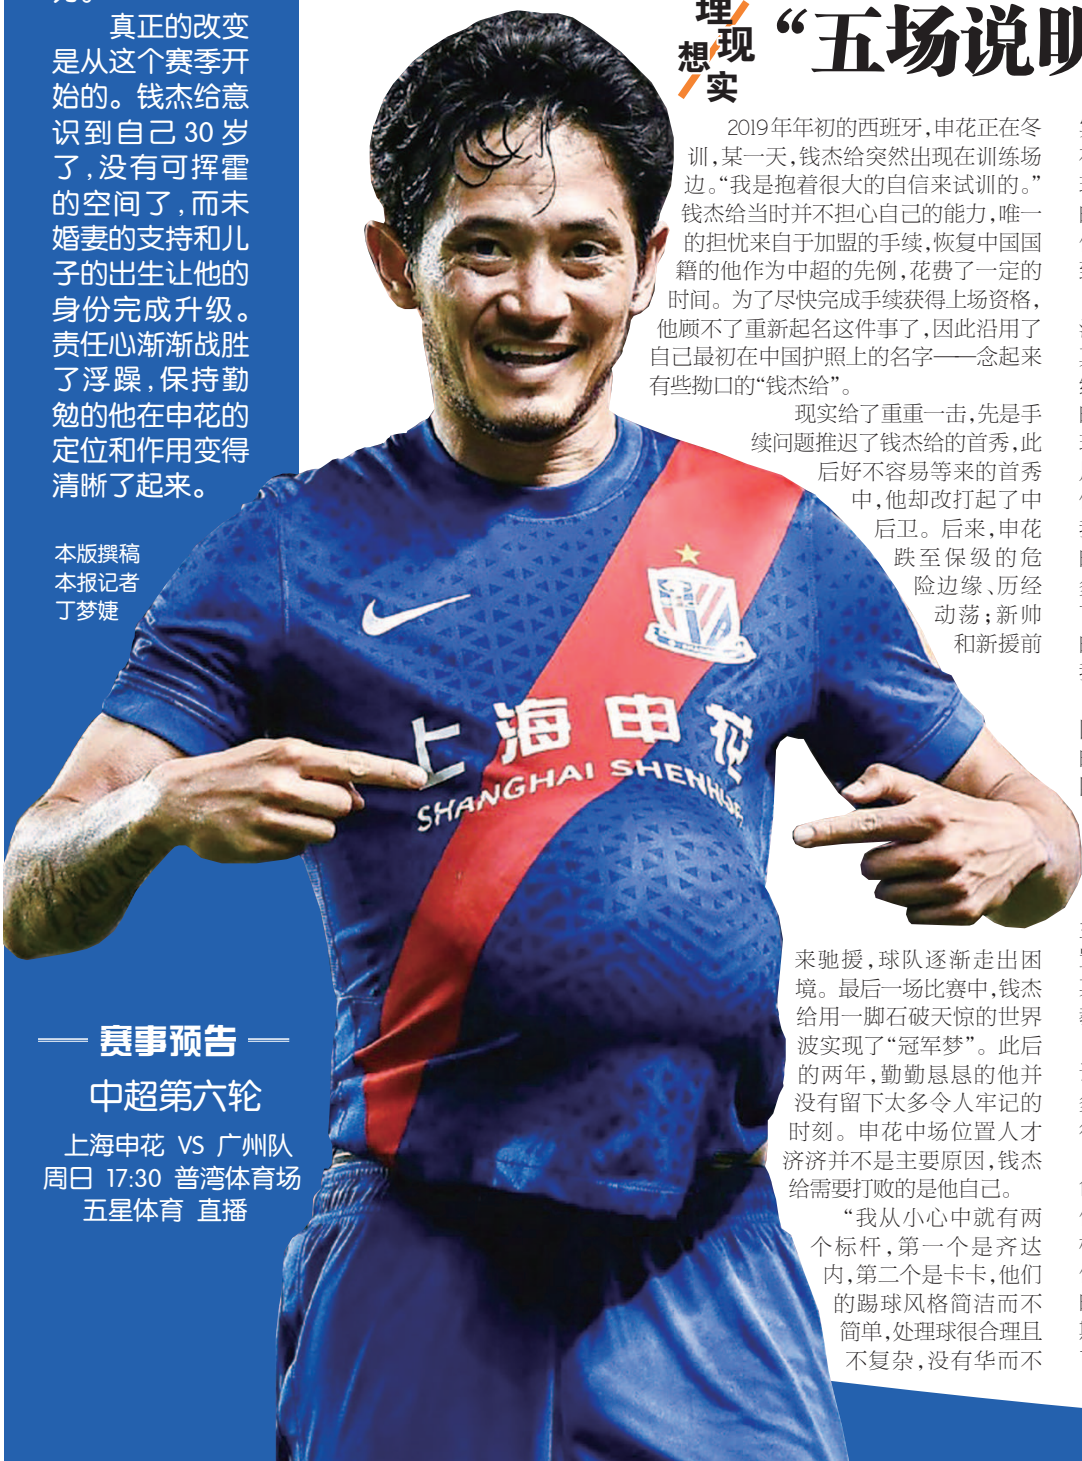 真正的改变
是从这个赛季开
始的。钱杰给意
识到自己30岁
了,没有可挥霍
的空间了,而未
婚妻的支持和儿
子的出生让他的
身份完成升级。
责任心渐渐战胜
了浮躁,保持勤
勉的他在申花的
定位和作用变得
清晰了起来。
本版撰稿
本报记者
丁梦婕
赛事预告
中超第六轮
上海申花 VS 广州队
周日 17:30 普湾体育场
五星体育 直播
理
想
现
实
“五场说明
2019年年初的西班牙,申花正在冬
训,某一天,钱杰给突然出现在训练场
边。“我是抱着很大的自信来试训的。”
钱杰给当时并不担心自己的能力,唯一
的担忧来自于加盟的手续,恢复中国国
籍的他作为中超的先例,花费了一定的
时间。为了尽快完成手续获得上场资格,
他顾不了重新起名这件事了,因此沿用了
自己最初在中国护照上的名字——念起来
有些拗口的“钱杰给”。
现实给了重重一击,先是手
续问题推迟了钱杰给的首秀,此
后好不容易等来的首秀
中,他却改打起了中
后卫。后来,申花
跌至保级的危
险边缘、历经
动荡;新帅
和新援前
来驰援,球队逐渐走出困
境。最后一场比赛中,钱杰
给用一脚石破天惊的世界
波实现了“冠军梦”。此后
的两年,勤勤恳恳的他并
没有留下太多令人牢记的
时刻。申花中场位置人才
济济并不是主要原因,钱杰
给需要打败的是他自己。
“我从小心中就有两
个标杆,第一个是齐达
内,第二个是卡卡,他们
的踢球风格简洁而不
简单,处理球很合理且
不复杂,没有华而不
上海申花
SHANGHAI SHENHUA